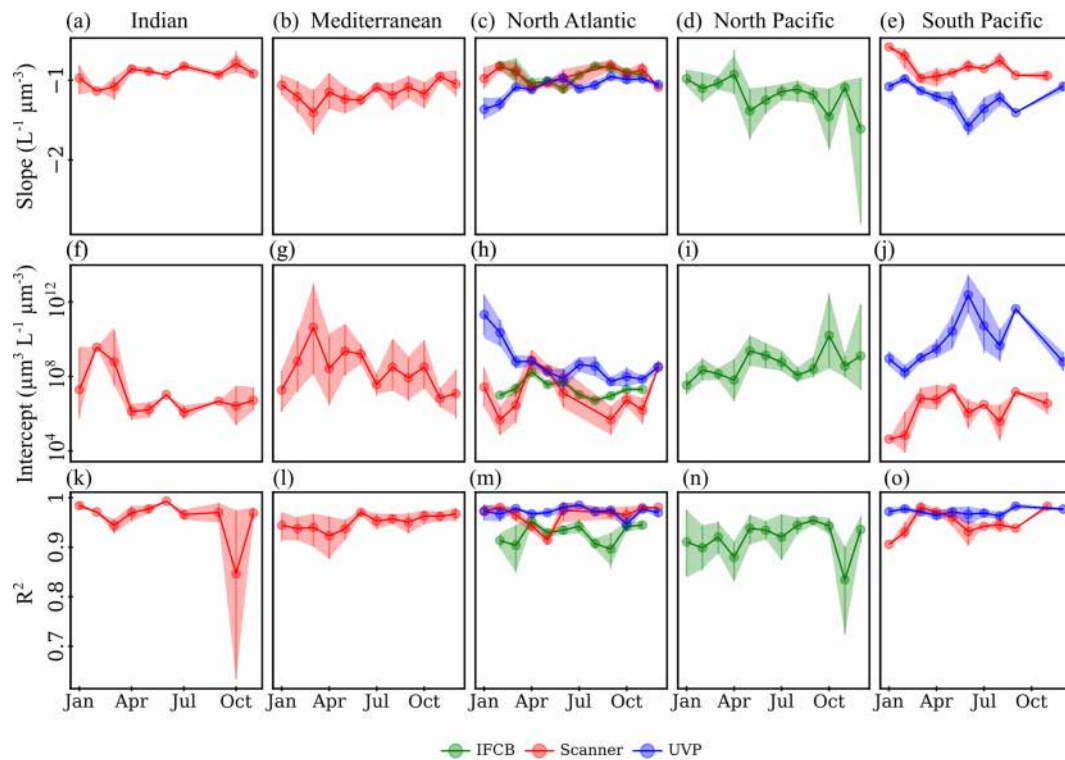 (a) Indian
(b) Mediterranean
(c) North Atlantic
(d) North Pacific
(e) South Pacific
Slope (L⁻¹ µm⁻³)
−1
−2
(f)
(g)
(h)
(i)
(j)
Intercept (µm³ L⁻¹ µm⁻³)
10¹²
10⁸
10⁴
(k)
(l)
(m)
(n)
(o)
R²
1
0.9
0.8
0.7
Jan Apr Jul Oct
Jan Apr Jul Oct
Jan Apr Jul Oct
Jan Apr Jul Oct
Jan Apr Jul Oct
IFCB Scanner UVP